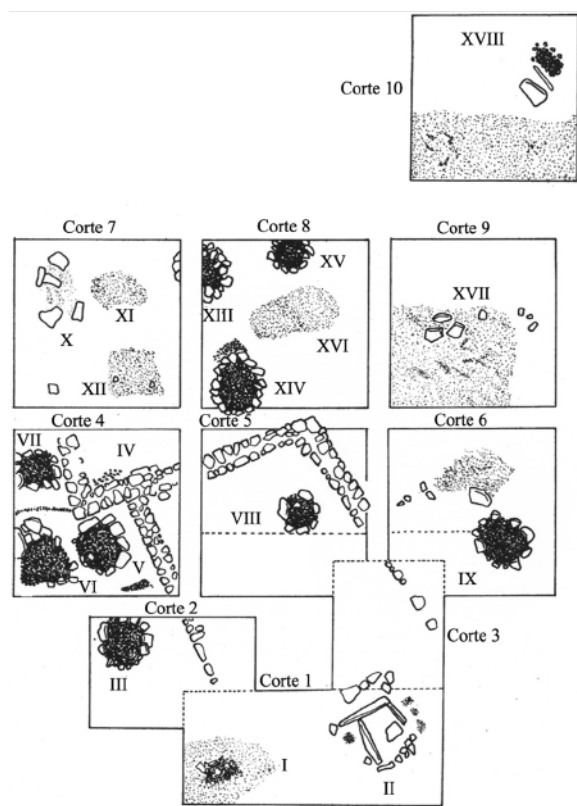 XVIII
Corte 10
Corte 7
Corte 8
Corte 9
XV
XVII
XIII
X
XI
XVI
XII
XIV
Corte 4
Corte 5
Corte 6
VII
IV
VIII
V
VI
IX
Corte 2
Corte 3
III
Corte 1
I
II